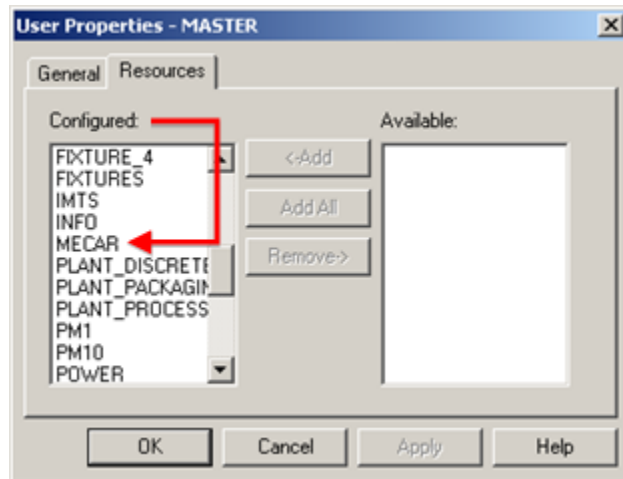 User Properties - MASTER
General Resources
Configured:
Available:
FIXTURE_4
FIXTURES
IMTS
INFO
MECAR
PLANT_DISCRETE
PLANT_PACKAGIN
PLANT_PROCESS
PM1
PM10
POWER
<-Add
Add All
Remove->
OK Cancel Apply Help